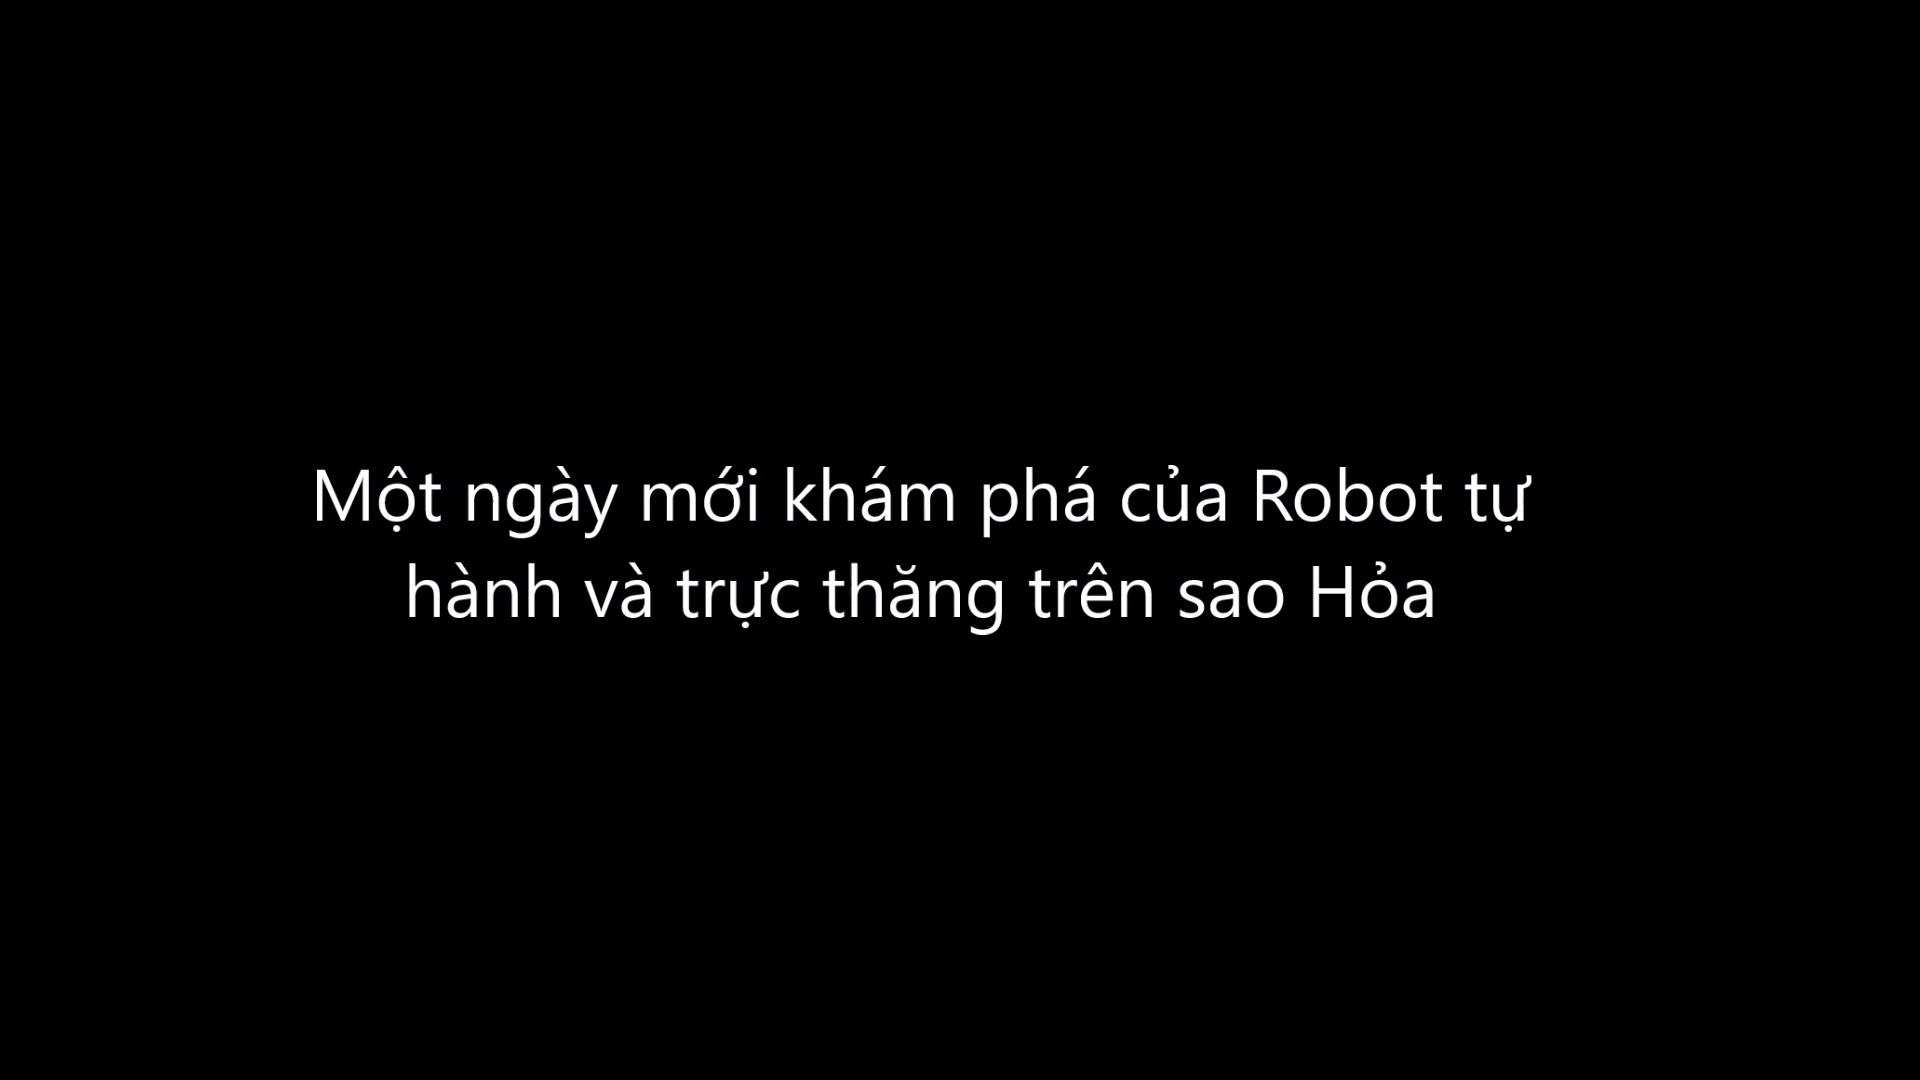 Một ngày mới khám phá của Robot tự
hành và trực thăng trên sao Hỏa